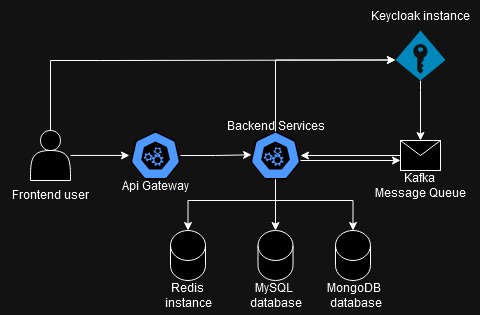 Keycloak instance
Backend Services
Frontend user
Api Gateway
Kafka
Message Queue
Redis
instance
MySQL
database
MongoDB
database